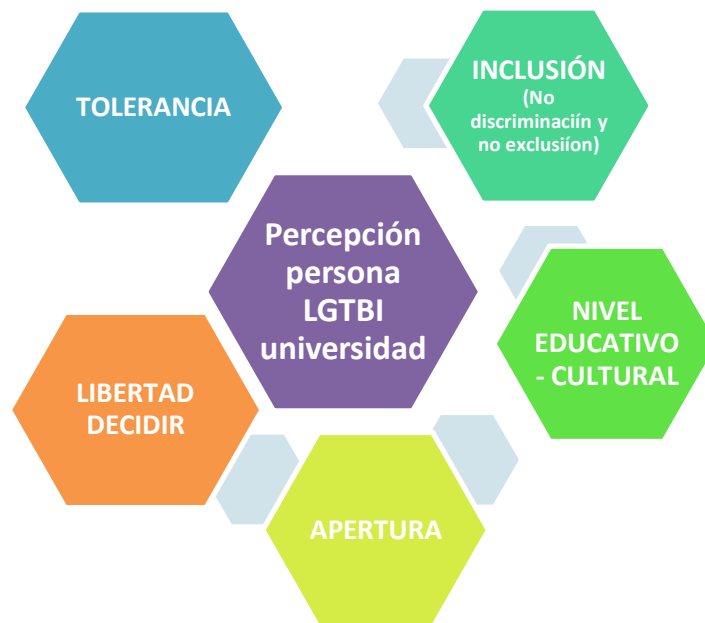 TOLERANCIA
INCLUSIÓN
(No
discriminaciín y
no exclusiíon)
Percepción
persona
LGTBI
universidad
NIVEL
EDUCATIVO
- CULTURAL
LIBERTAD
DECIDIR
APERTURA